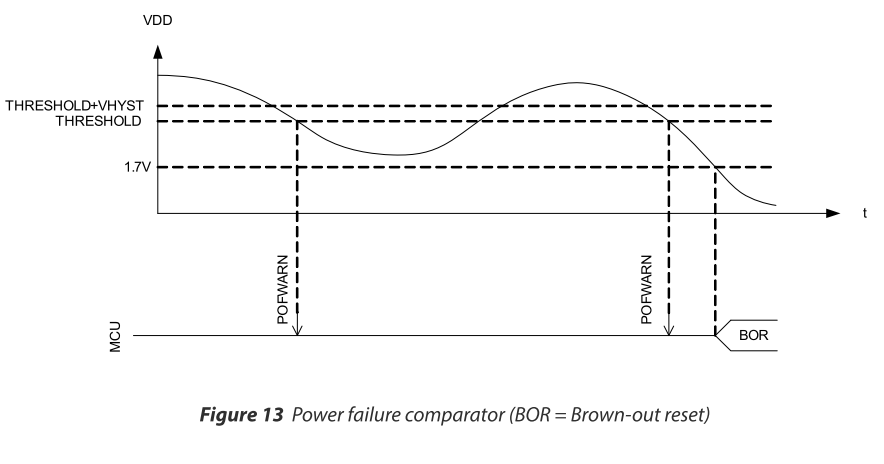 VDD
THRESHOLD+VHYST
THRESHOLD
1.7V
t
POFWARN
POFWARN
MCU
BOR
Figure 13 Power failure comparator (BOR = Brown-out reset)